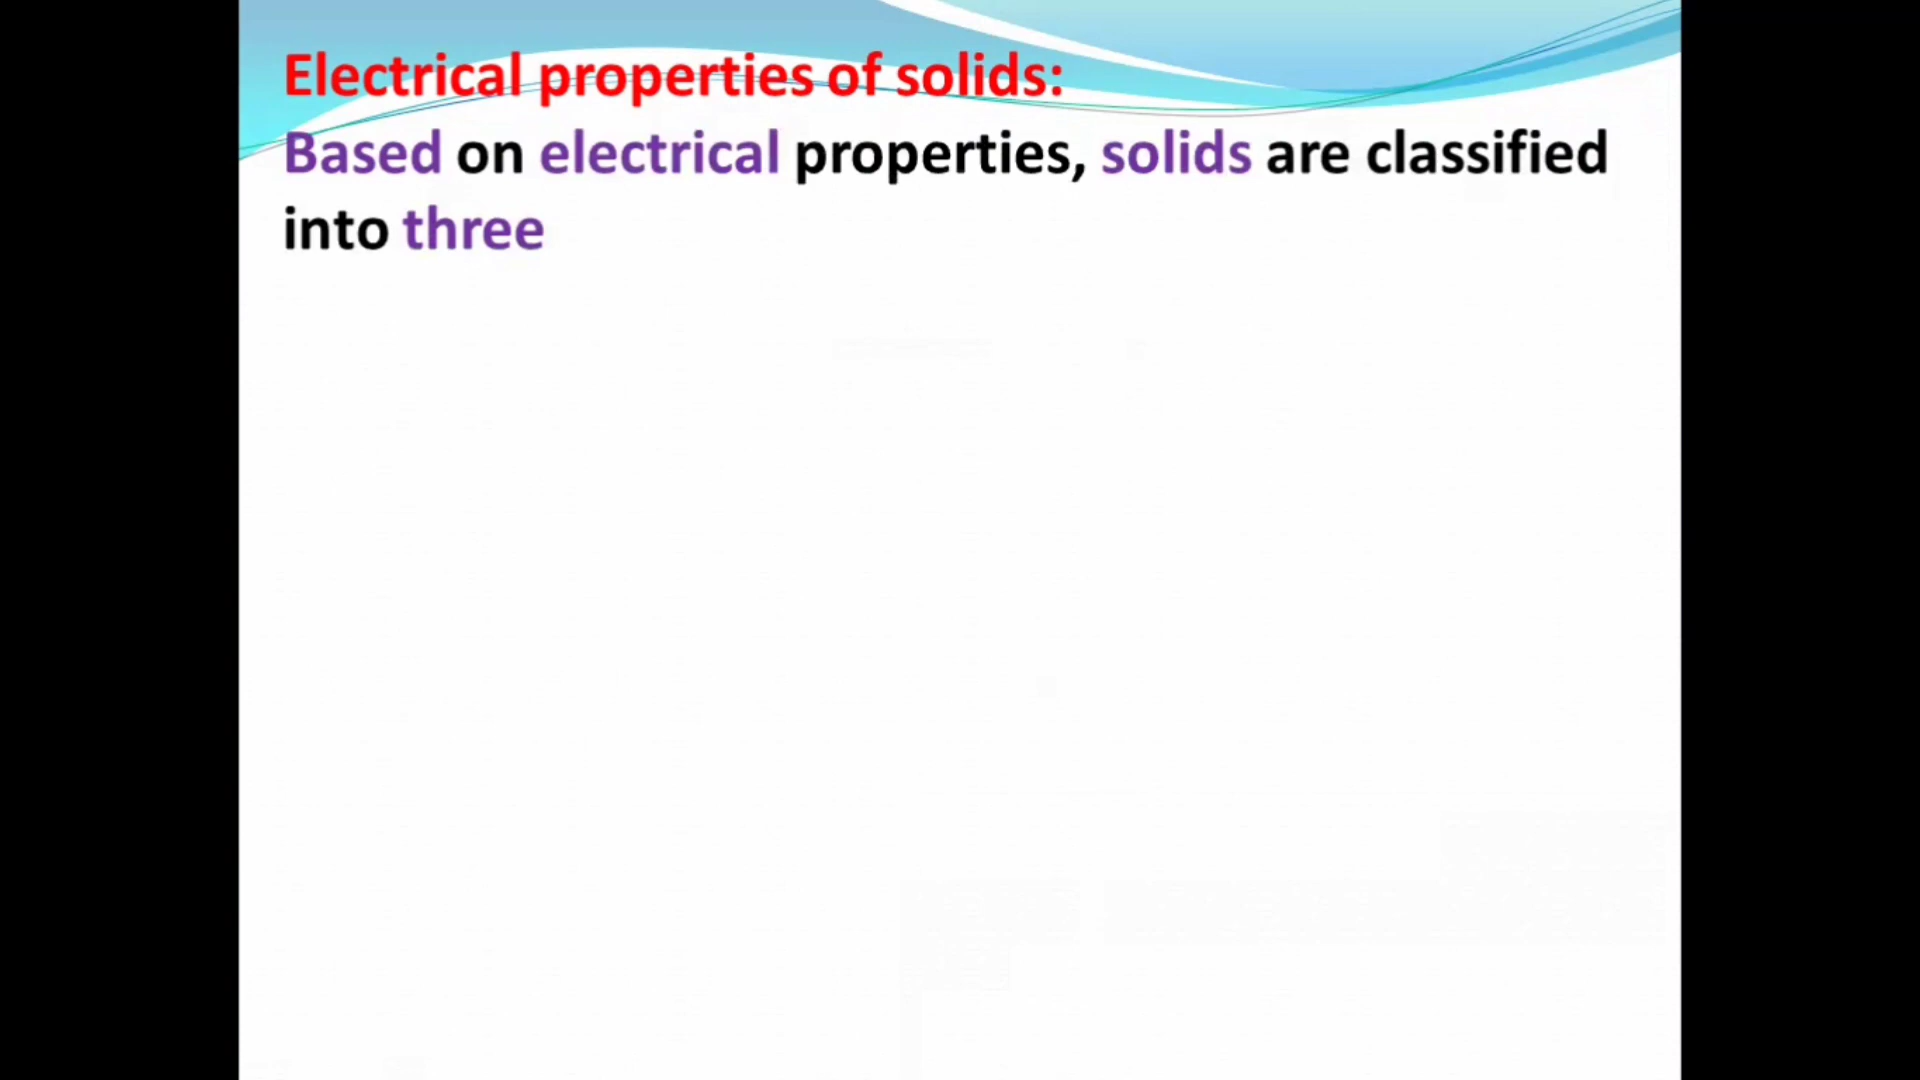 Electrical properties of solids:
Based on electrical properties, solids are classified
into three